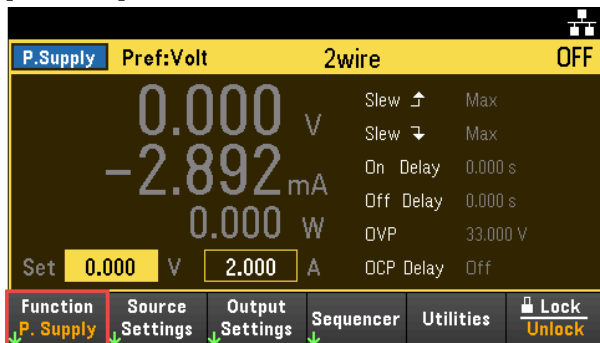 P.Supply Pref:Volt 2wire OFF
0.000 V
-2.892 mA
0.000 W
Set 0.000 V 2.000 A
Slew Max
Slew Max
On Delay 0.000 s
Off Delay 0.000 s
OVP 33.000 V
OCP Delay Off
Function Source Output Sequencer Utilities Lock
P. Supply Settings Settings Unlock